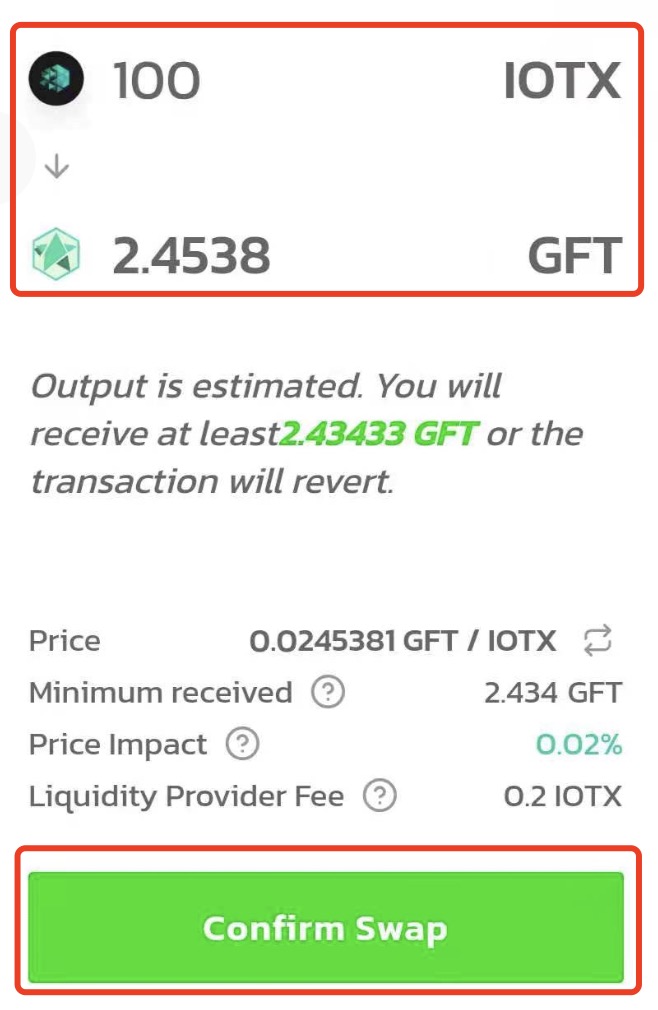 100 IOTX
2.4538 GFT
Output is estimated. You will
receive at least2.43433 GFT or the
transaction will revert.
Price 0.0245381 GFT / IOTX
Minimum received ? 2.434 GFT
Price Impact ? 0.02%
Liquidity Provider Fee ? 0.2 IOTX
Confirm Swap